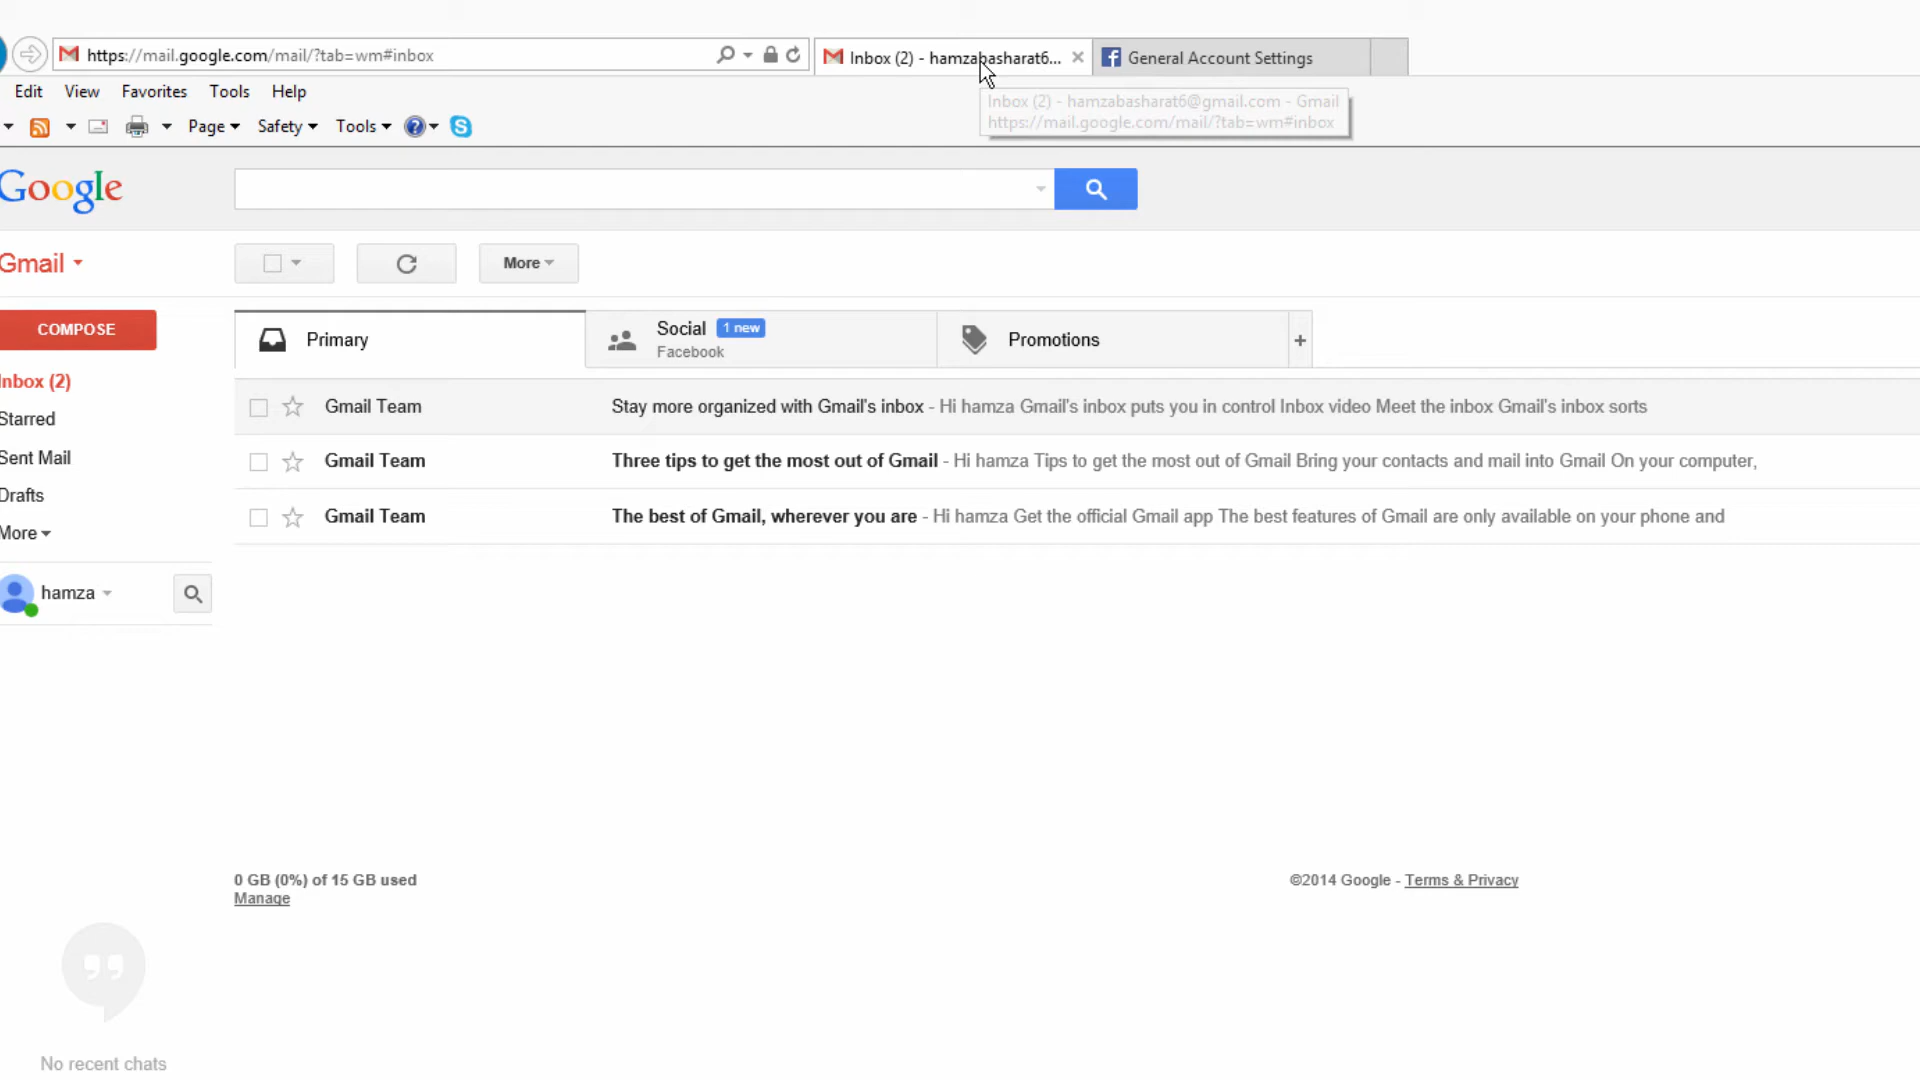 https://mail.google.com/mail/?tab=wm#inbox
Inbox (2) - hamzabasharat6...
General Account Settings
Edit View Favorites Tools Help
Inbox (2) - hamzabasharat6@gmail.com - Gmail
https://mail.google.com/mail/?tab=wm#inbox
Page Safety Tools
Google
Gmail
More
COMPOSE
Primary
Social 1 new
Facebook
Promotions
+
Inbox (2)
Starred
Sent Mail
Drafts
More
hamza
Gmail Team Stay more organized with Gmail's inbox - Hi hamza Gmail's inbox puts you in control Inbox video Meet the inbox Gmail's inbox sorts
Gmail Team Three tips to get the most out of Gmail - Hi hamza Tips to get the most out of Gmail Bring your contacts and mail into Gmail On your computer,
Gmail Team The best of Gmail, wherever you are - Hi hamza Get the official Gmail app The best features of Gmail are only available on your phone and
0 GB (0%) of 15 GB used
Manage
©2014 Google - Terms & Privacy
No recent chats